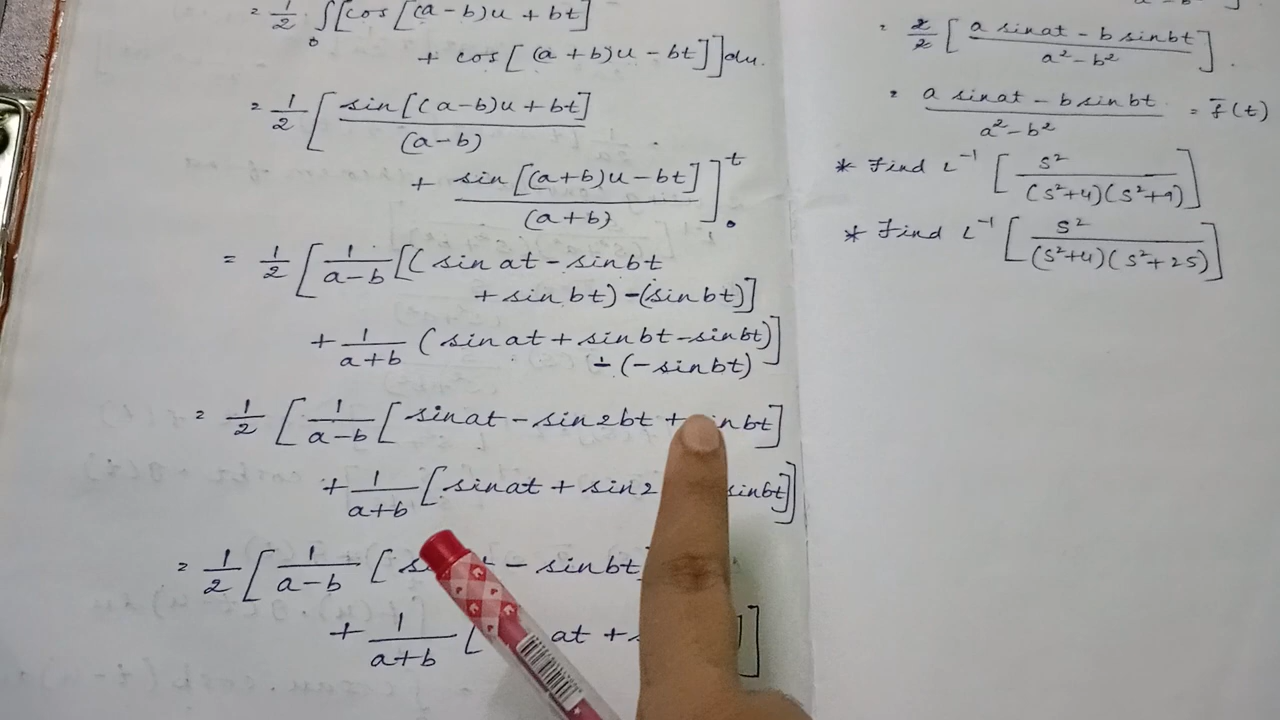 = 1/2 ∫[cos[(a-b)u + bt]
0
+ cos[(a+b)u - bt]]du.
= 1/2 [ sin[(a-b)u + bt] / (a-b)
+ sin[(a+b)u - bt] / (a+b) ]₀ᵗ
= 1/2 [ 1/(a-b) [(sin at - sin bt
+ sin bt) - (sin bt)]
+ 1/(a+b) (sin at + sin bt - sin bt)]
- (-sin bt)
= 1/2 [ 1/(a-b) [sin at - sin 2bt + bt]
+ 1/(a+b) [sin at + sin 2 sin bt]]
= 1/2 [ 1/(a-b) [ - sin bt]
+ 1/(a+b) [ at + ]
= 2/2 [ a sin at - b sin bt / a² - b² ].
= a sin at - b sin bt / a² - b² = f̄(t)
* Find L⁻¹ [ s² / (s²+4)(s²+9) ]
* Find L⁻¹ [ s² / (s²+4)(s²+25) ]